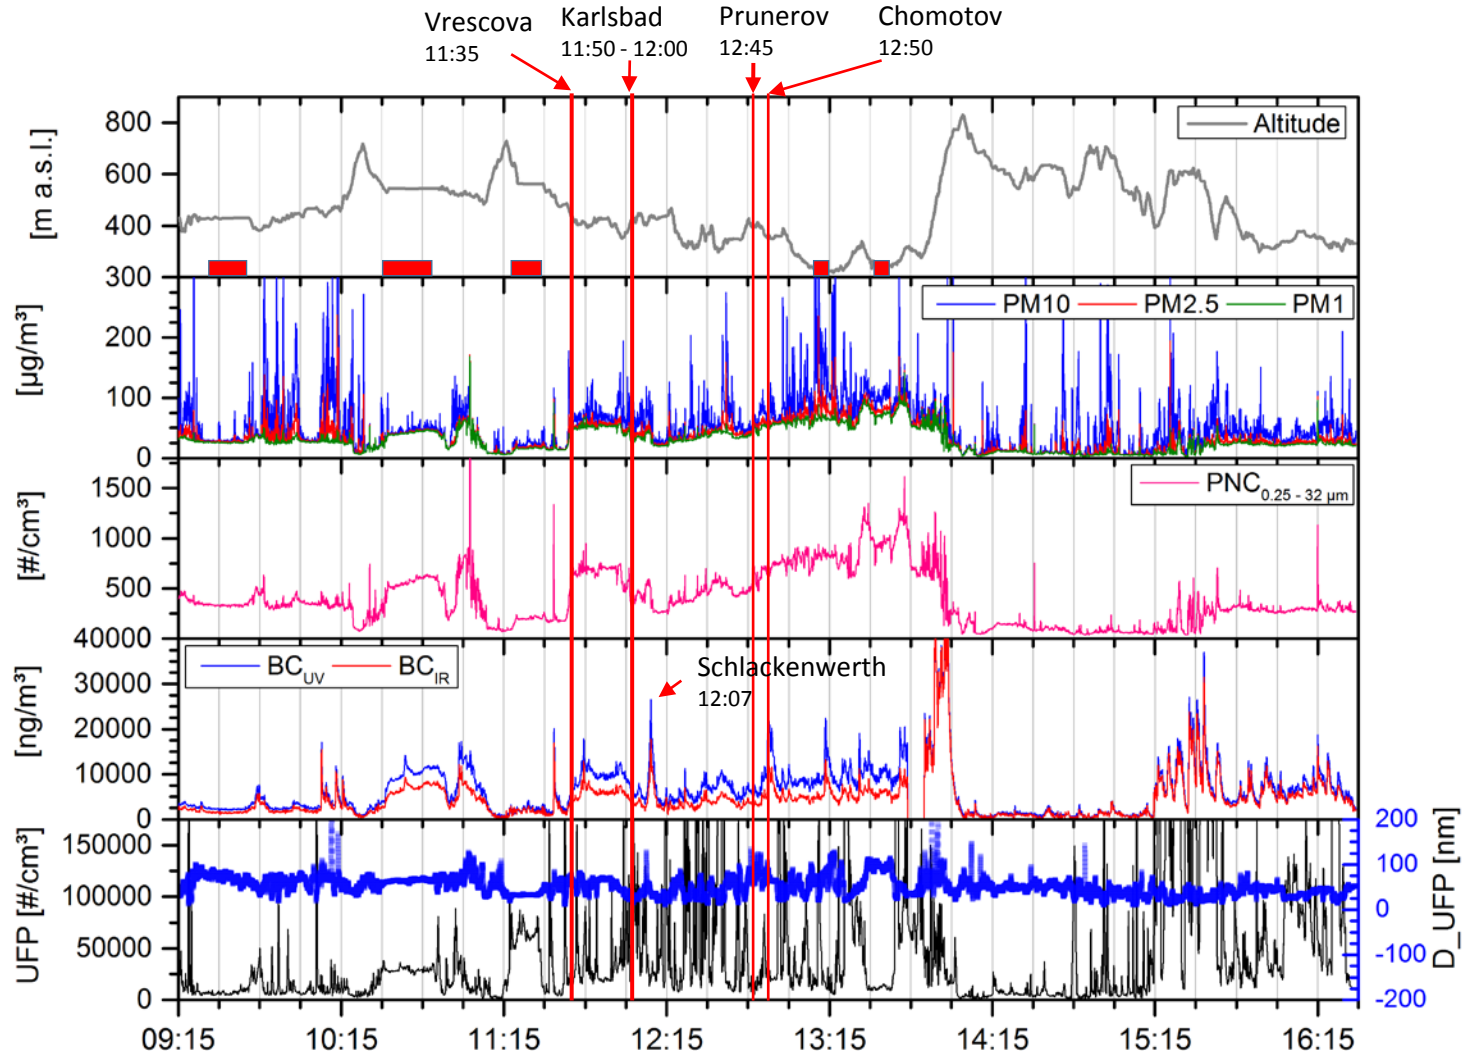 Vrescova
11:35
Karlsbad
11:50 - 12:00
Prunerov
12:45
Chomotov
12:50
800
600
400
[m a.s.l.]
Altitude
300
200
100
0
[µg/m³]
PM10 PM2.5 PM1
1500
1000
500
[#/cm³]
PNC0.25 - 32 µm
40000
30000
20000
10000
0
[ng/m³]
BCUV BCIR
Schlackenwerth
12:07
150000
100000
50000
0
UFP [#/cm³]
200
100
0
-100
-200
D_UFP [nm]
09:15 10:15 11:15 12:15 13:15 14:15 15:15 16:15